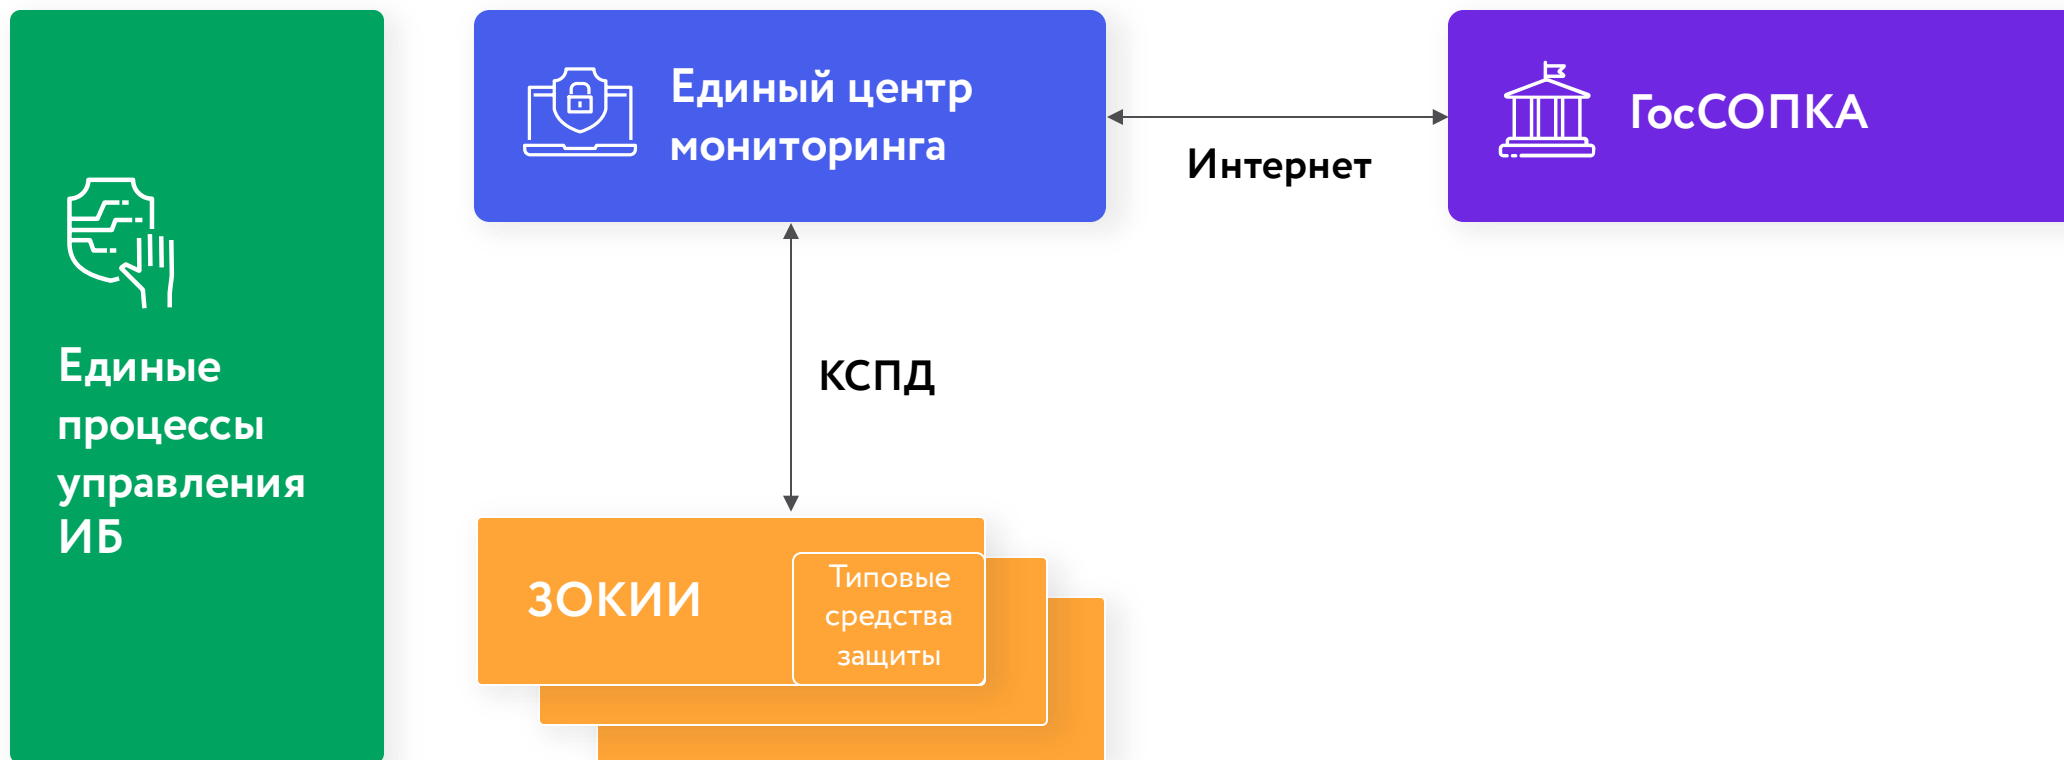 Единые
процессы
управления
ИБ
Единый центр
мониторинга
Интернет
ГосСОПКА
КСПД
ЗОКИИ
Типовые
средства
защиты